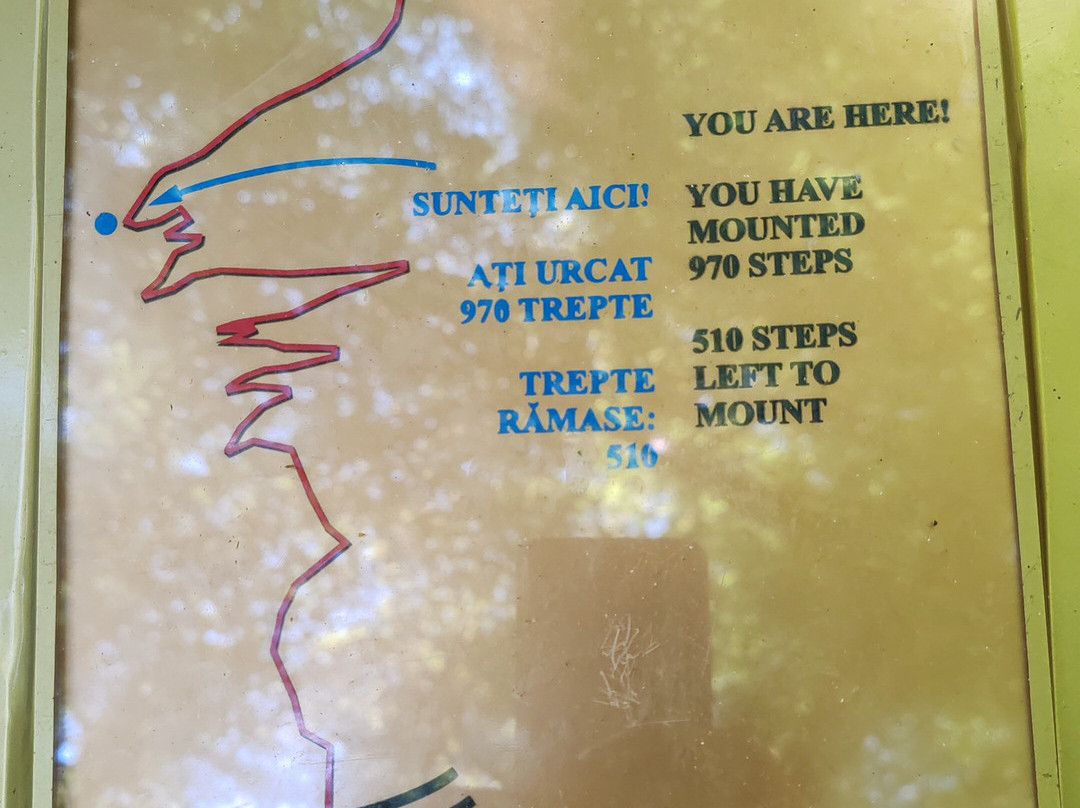 SUNTEȚI AICI!
AȚI URCAT
970 TREPTE
TREPTE
RĂMASE:
510
YOU ARE HERE!
YOU HAVE
MOUNTED
970 STEPS
510 STEPS
LEFT TO
MOUNT